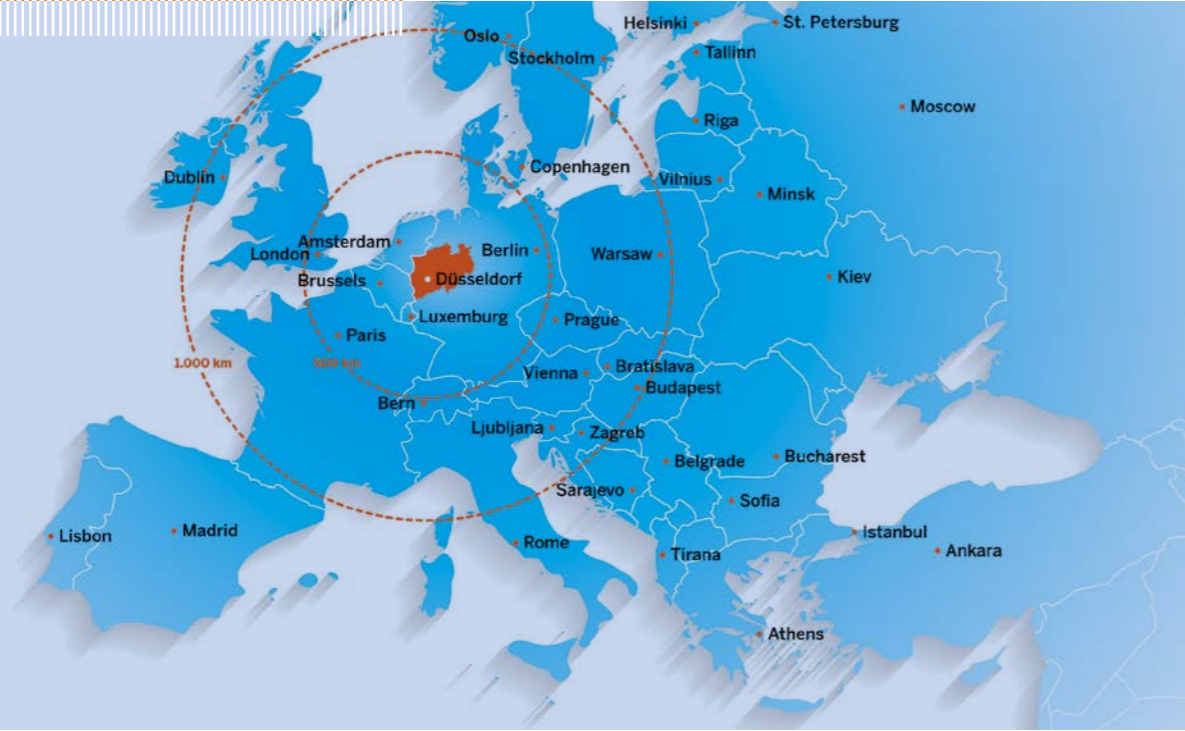 Helsinki
St. Petersburg
Oslo
Stockholm
Tallinn
Moscow
Riga
Copenhagen
Dublin
Vilnius
Minsk
Amsterdam
London
Berlin
Warsaw
Brussels
Düsseldorf
Kiev
Luxemburg
Prague
Paris
1.000 km
km
Vienna
Bratislava
Budapest
Bern
Ljubljana
Zagreb
Belgrade
Bucharest
Sarajevo
Sofia
Lisbon
Madrid
Rome
Istanbul
Tirana
Ankara
Athens